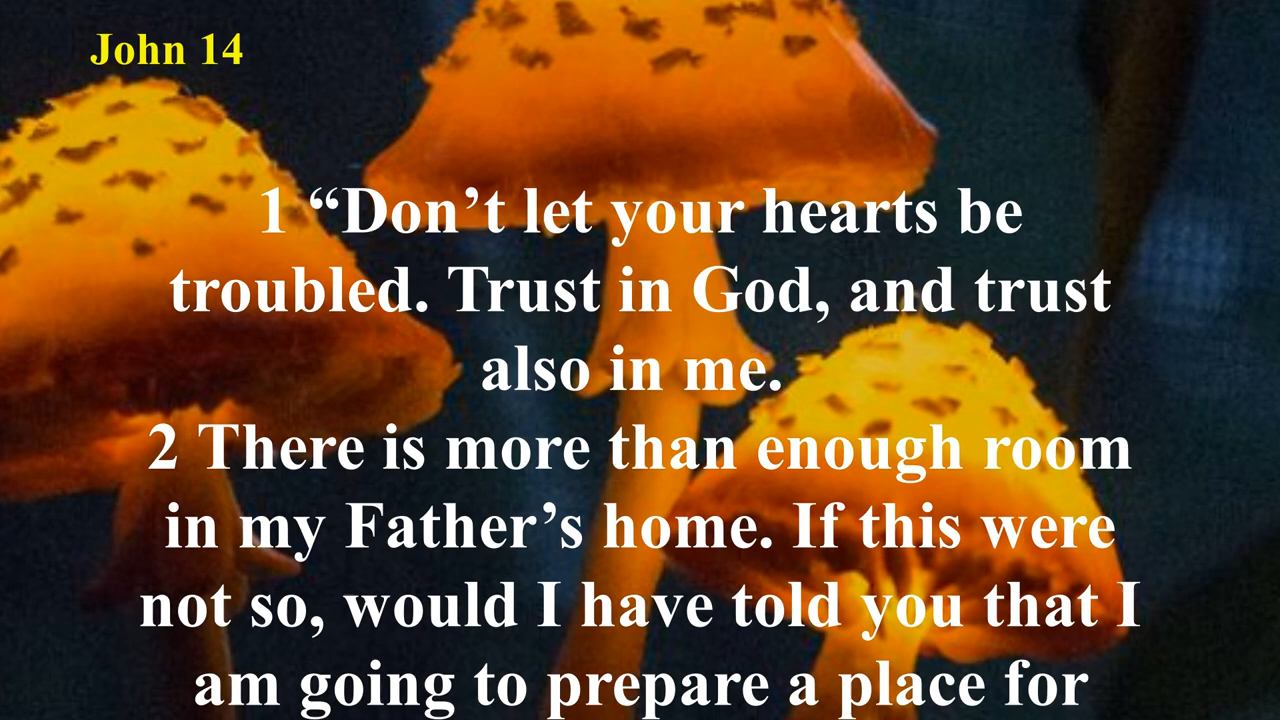 John 14
1 “Don’t let your hearts be
troubled. Trust in God, and trust
also in me.
2 There is more than enough room
in my Father’s home. If this were
not so, would I have told you that I
am going to prepare a place for